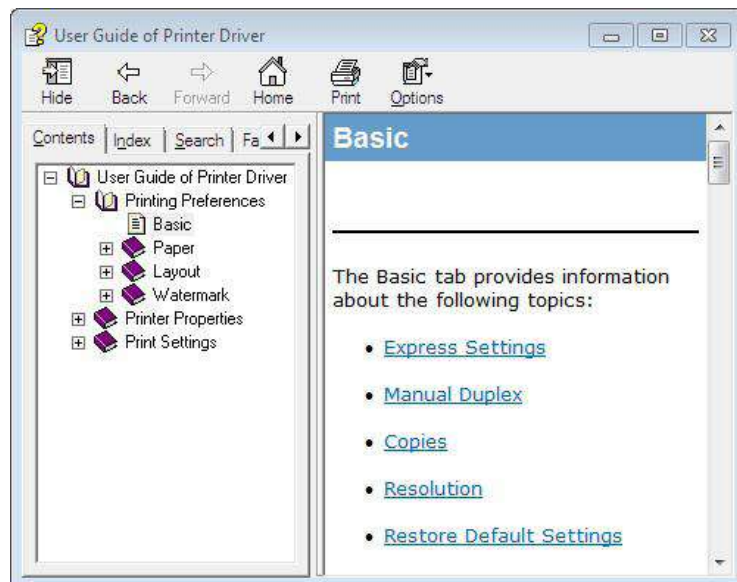 User Guide of Printer Driver
Hide Back Forward Home Print Options
Contents Index Search Fa
User Guide of Printer Driver
Printing Preferences
Basic
Paper
Layout
Watermark
Printer Properties
Print Settings
Basic
The Basic tab provides information
about the following topics:
• Express Settings
• Manual Duplex
• Copies
• Resolution
• Restore Default Settings